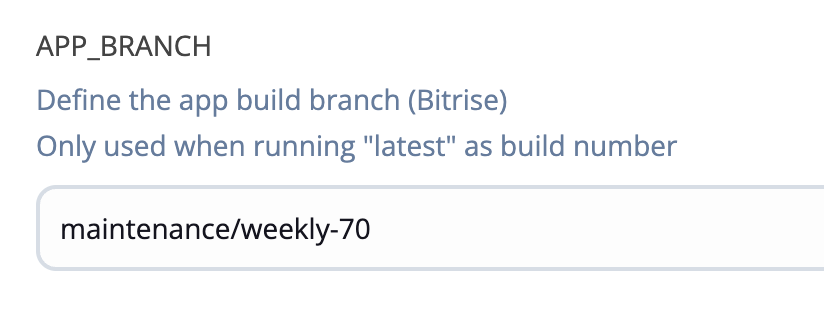 APP_BRANCH
Define the app build branch (Bitrise)
Only used when running "latest" as build number
maintenance/weekly-70